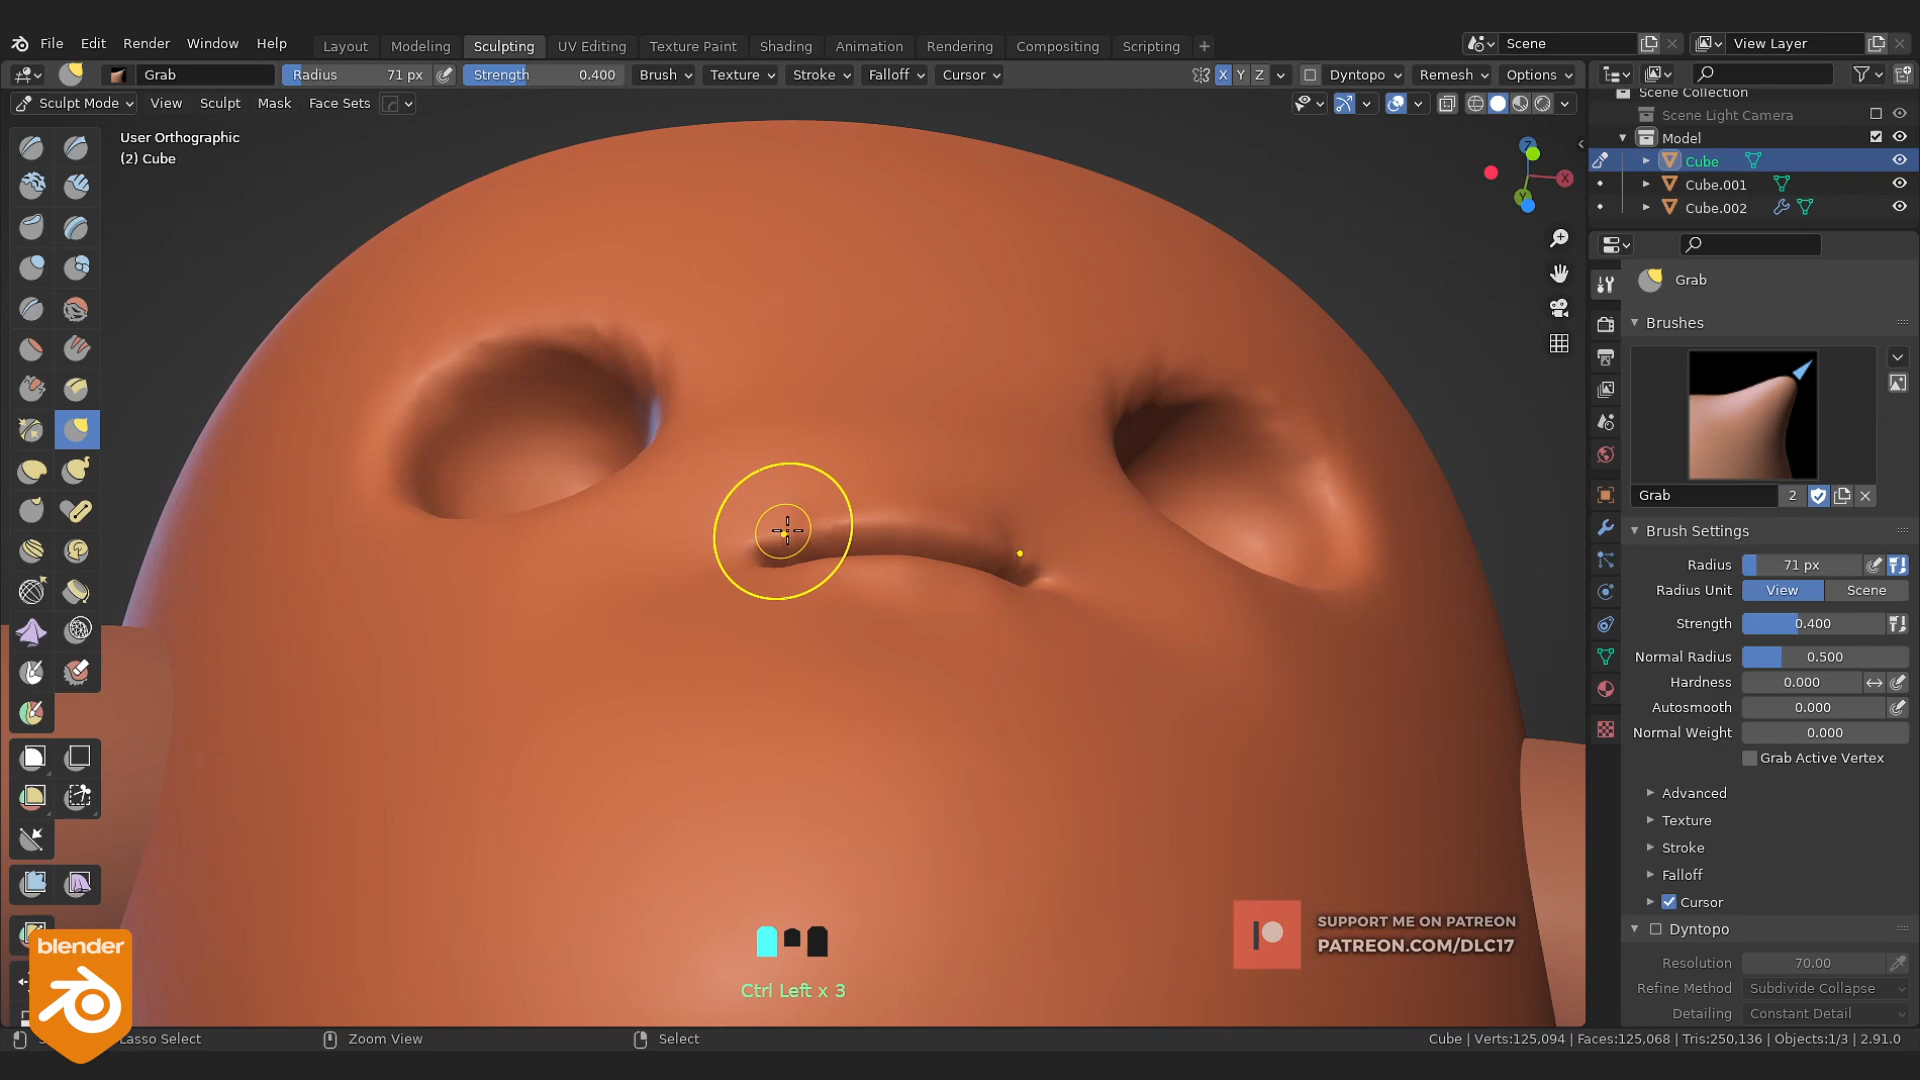 File Edit Render Window Help Layout Modeling Sculpting UV Editing Texture Paint Shading Animation Rendering Compositing Scripting + Scene View Layer
Grab Radius 71 px Strength 0.400 Brush Texture Stroke Falloff Cursor X Y Z Dyntopo Remesh Options
Sculpt Mode View Sculpt Mask Face Sets
User Orthographic
(2) Cube
Z
X
Y
Scene Collection
Scene Light Camera
Model
Cube
Cube.001
Cube.002
Grab
Brushes
Grab 2
Brush Settings
Radius 71 px
Radius Unit View Scene
Strength 0.400
Normal Radius 0.500
Hardness 0.000
Autosmooth 0.000
Normal Weight 0.000
Grab Active Vertex
Advanced
Texture
Stroke
Falloff
Cursor
Dyntopo
Resolution 70.00
Refine Method Subdivide Collapse
Detailing Constant Detail
SUPPORT ME ON PATREON
PATREON.COM/DLC17
Ctrl Left x 3
blender
Lasso Select Zoom View Select Cube | Verts:125,094 | Faces:125,068 | Tris:250,136 | Objects:1/3 | 2.91.0